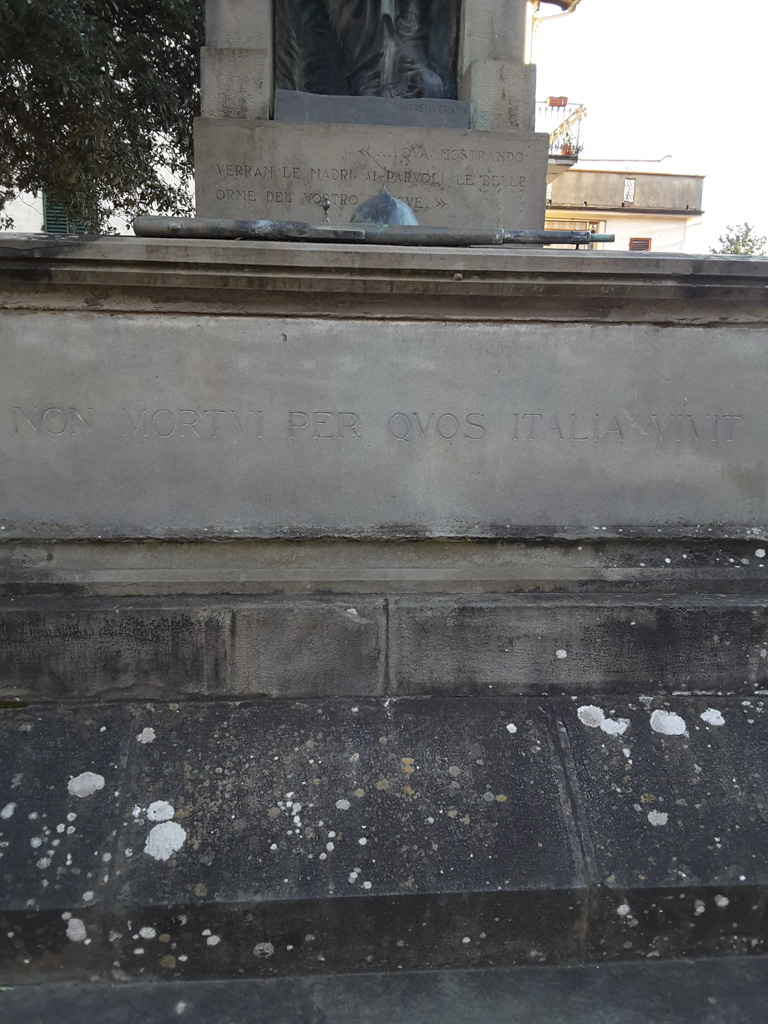 «....QVA MOSTRANDO
VERRAN LE MADRI AI PARVOLI LE BELLE
ORME DEL VOSTRO »
NON MORTVI PER QVOS ITALIA VIVIT